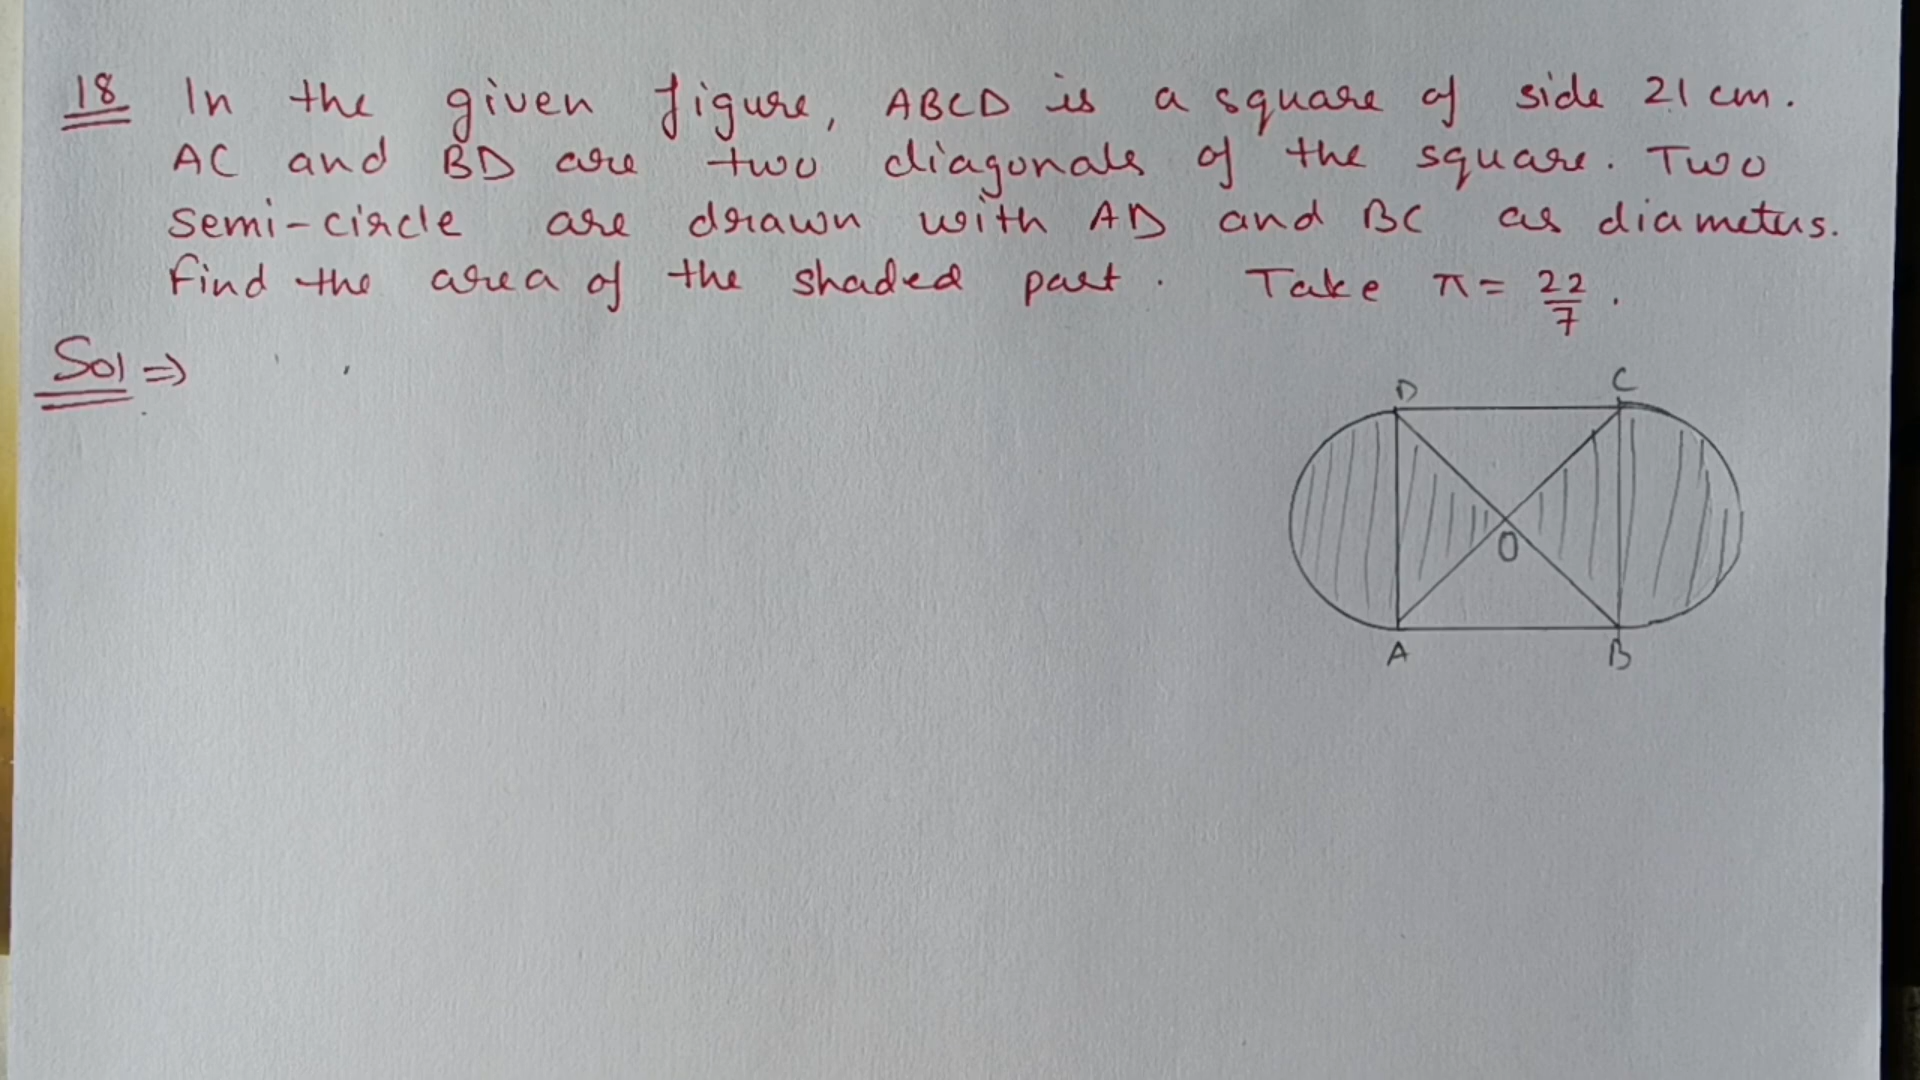 18 In the given figure, ABCD is a square of side 21 cm.
AC and BD are two diagonals of the square. Two
semi-circle are drawn with AD and BC as diameters.
Find the area of the shaded part. Take π = 22/7.
Sol ⇒
D C
O
A B